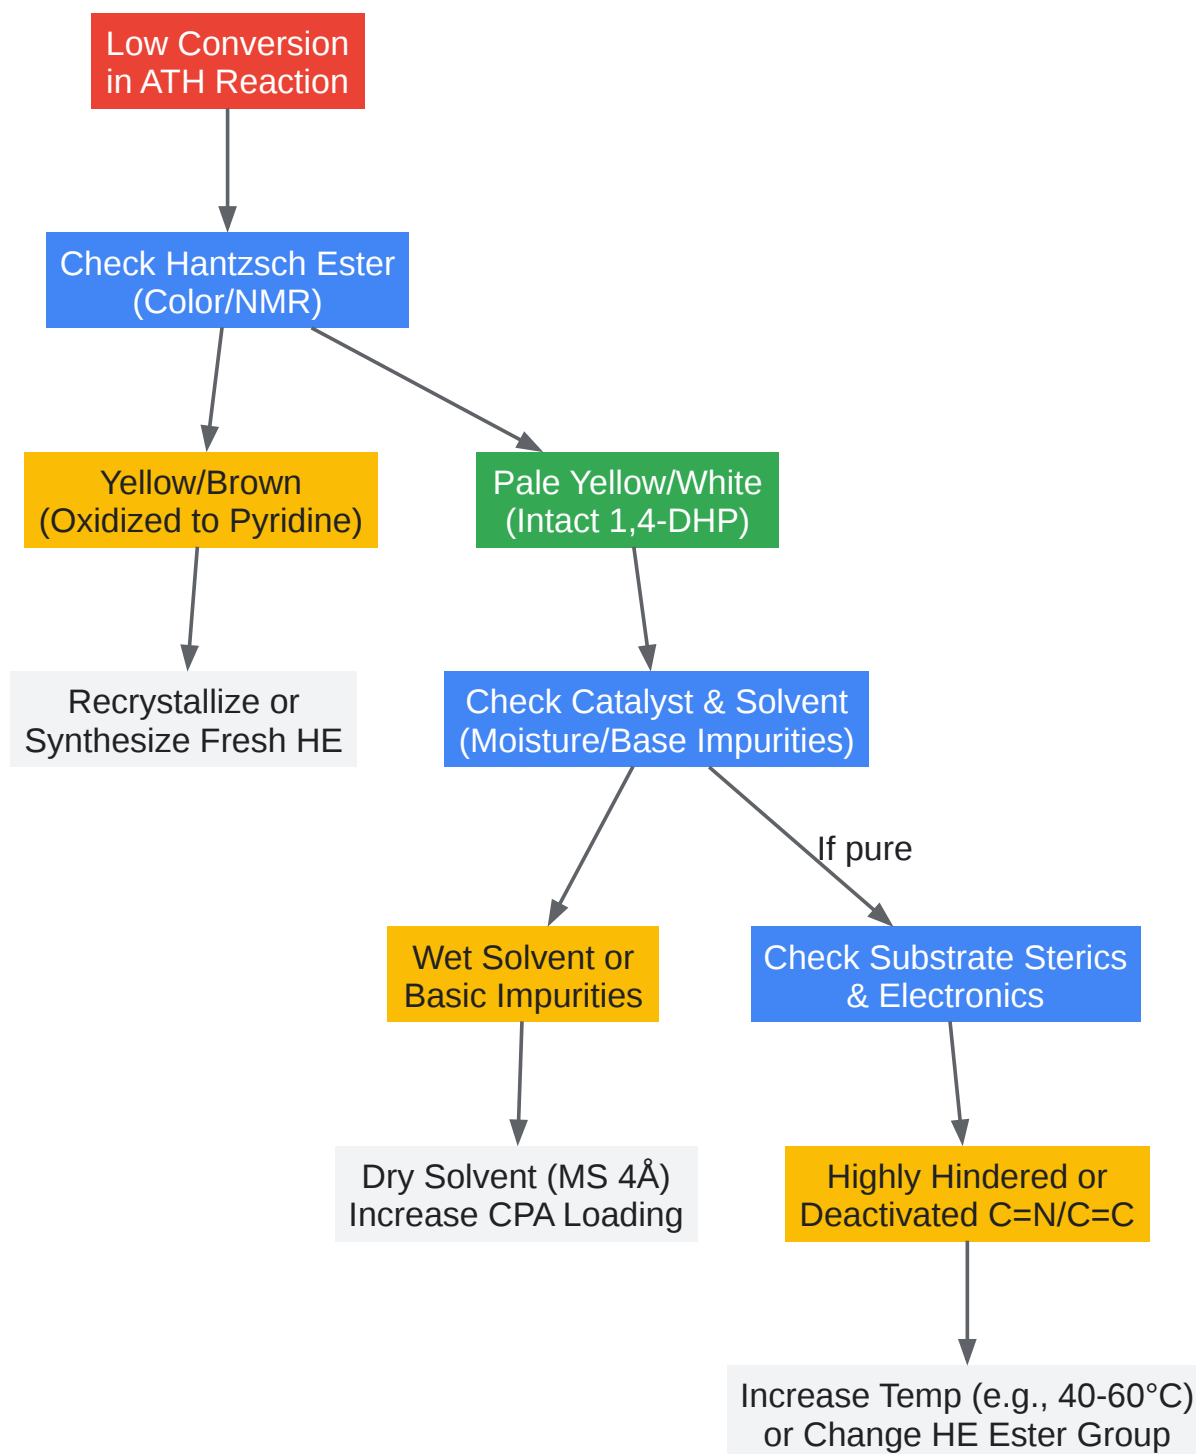 Low Conversion
in ATH Reaction
Check Hantzsch Ester
(Color/NMR)
Yellow/Brown
(Oxidized to Pyridine)
Pale Yellow/White
(Intact 1,4-DHP)
Recrystallize or
Synthesize Fresh HE
Check Catalyst & Solvent
(Moisture/Base Impurities)
If pure
Wet Solvent or
Basic Impurities
Check Substrate Sterics
& Electronics
Dry Solvent (MS 4Å)
Increase CPA Loading
Highly Hindered or
Deactivated C=N/C=C
Increase Temp (e.g., 40-60°C)
or Change HE Ester Group